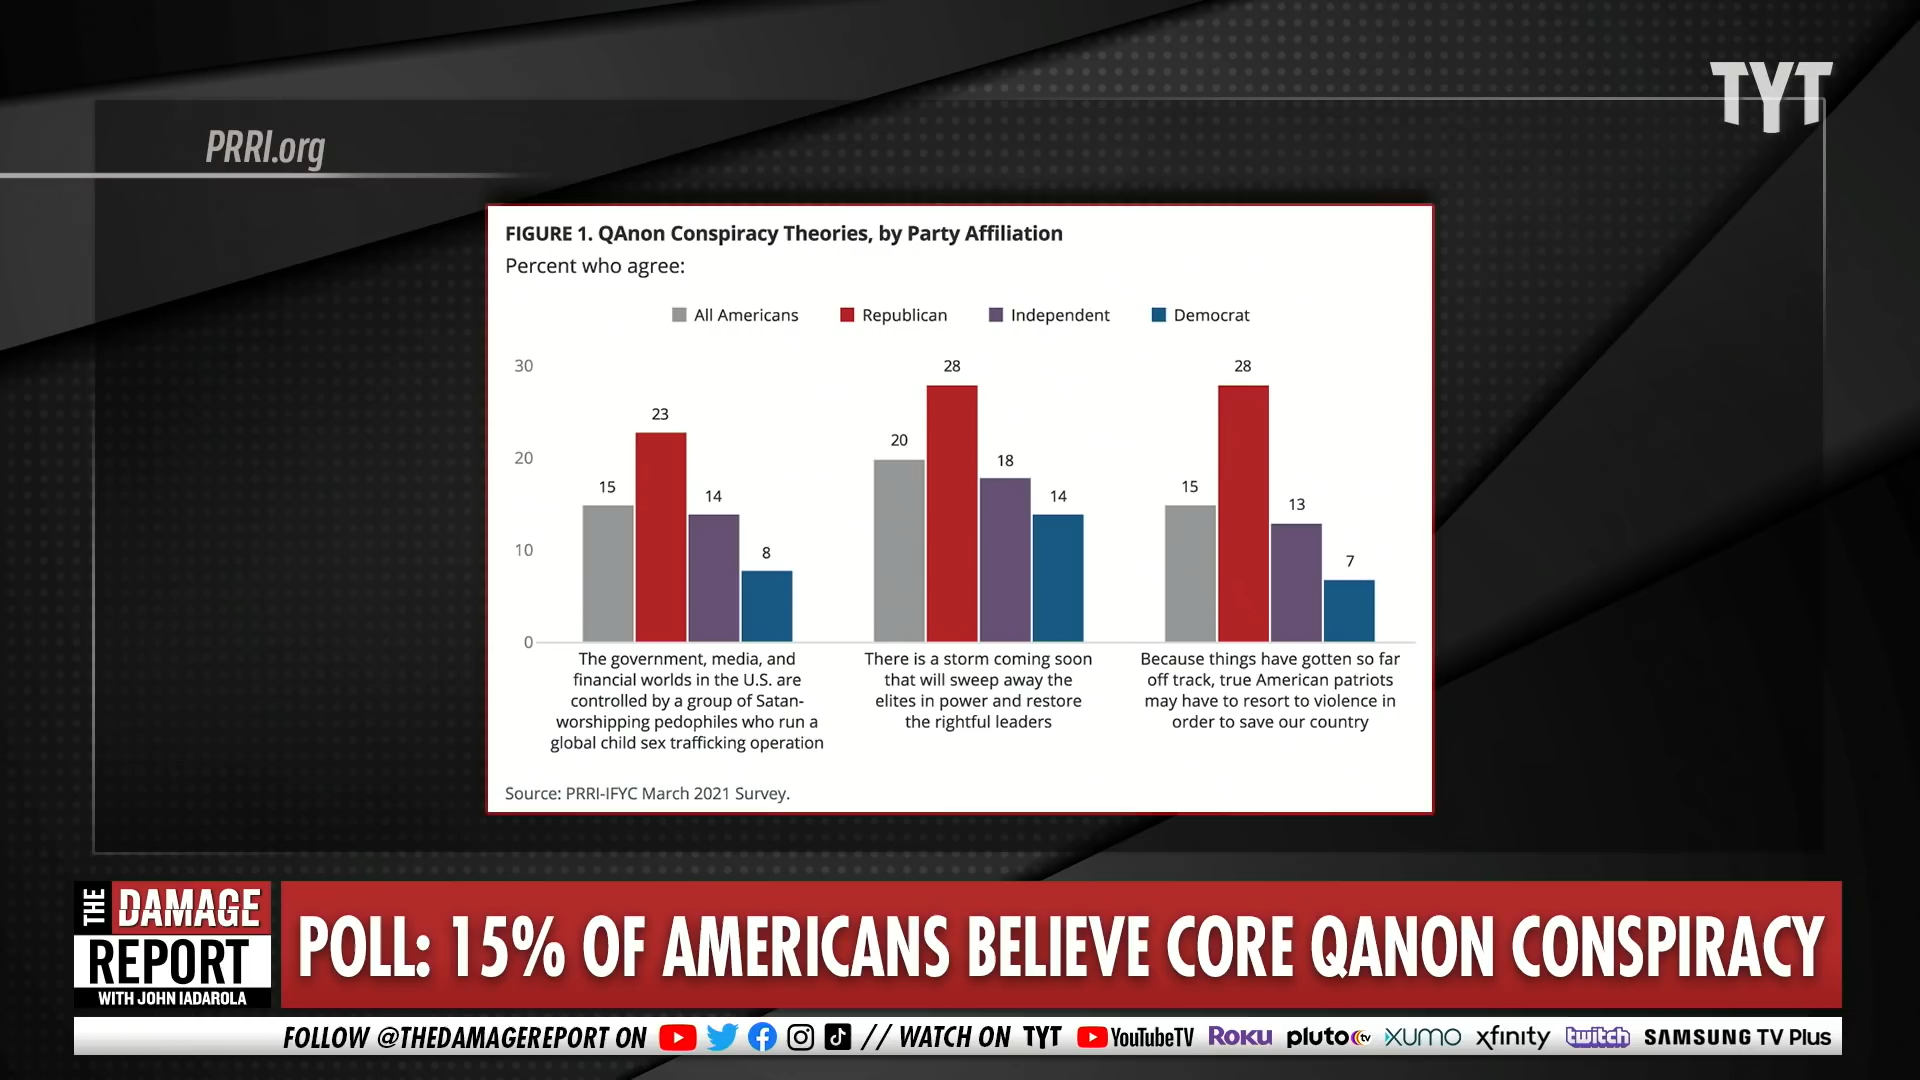 TYT
PRRI.org
FIGURE 1. QAnon Conspiracy Theories, by Party Affiliation
Percent who agree:
All Americans Republican Independent Democrat
30
20
10
0
15 23 14 8
20 28 18 14
15 28 13 7
The government, media, and
financial worlds in the U.S. are
controlled by a group of Satan-
worshipping pedophiles who run a
global child sex trafficking operation
There is a storm coming soon
that will sweep away the
elites in power and restore
the rightful leaders
Because things have gotten so far
off track, true American patriots
may have to resort to violence in
order to save our country
Source: PRRI-IFYC March 2021 Survey.
THE DAMAGE
REPORT
WITH JOHN IADAROLA
POLL: 15% OF AMERICANS BELIEVE CORE QANON CONSPIRACY
FOLLOW @THEDAMAGEREPORT ON // WATCH ON TYT YouTubeTV ROKU pluto tv XUMO xfinity twitch SAMSUNG TV Plus